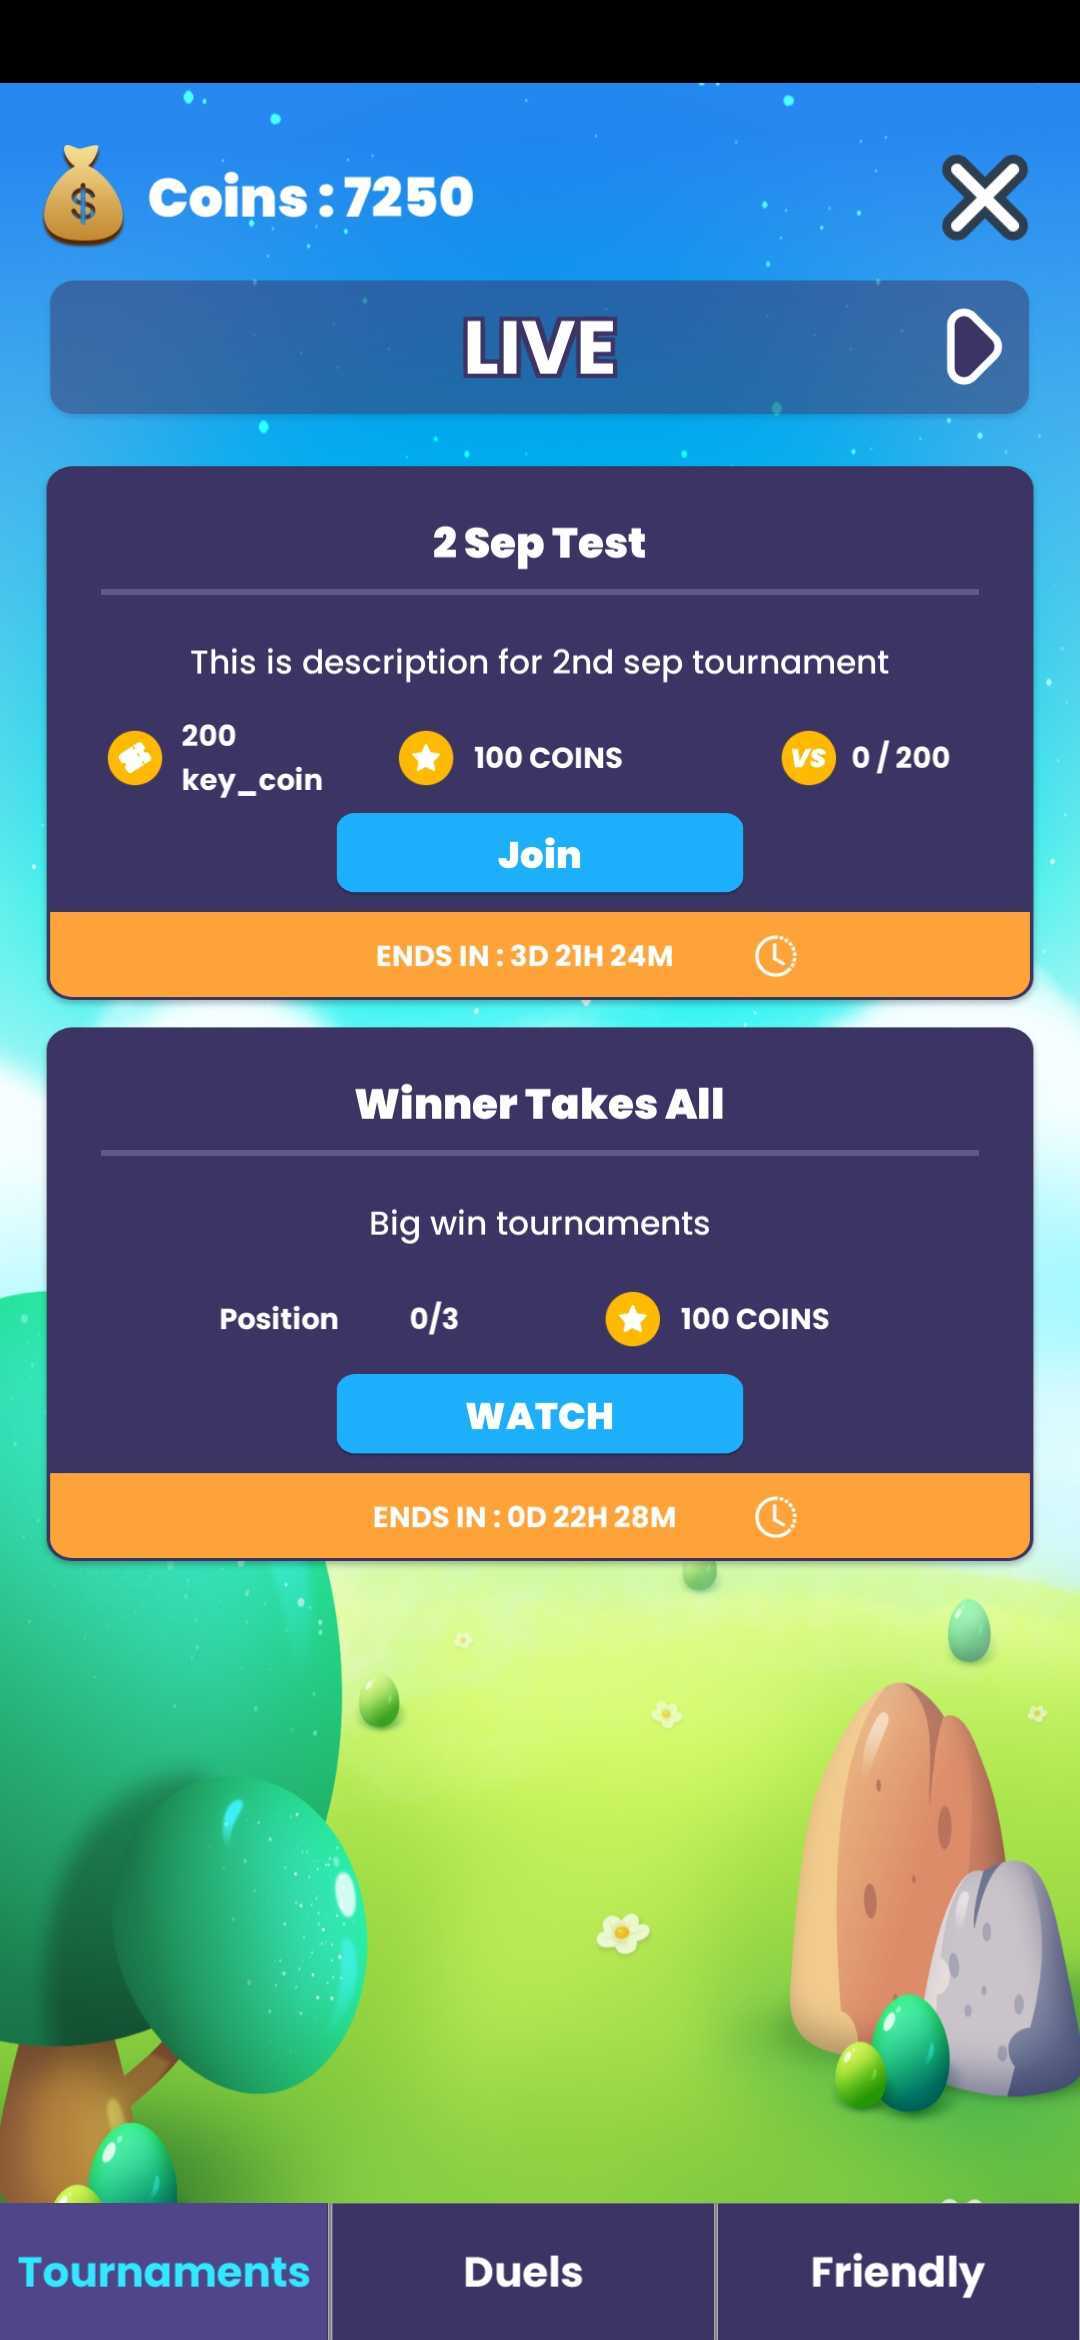 Coins : 7250
LIVE
2 Sep Test
This is description for 2nd sep tournament
200
key_coin
100 COINS
VS 0 / 200
Join
ENDS IN : 3D 21H 24M
Winner Takes All
Big win tournaments
Position 0/3
100 COINS
WATCH
ENDS IN : 0D 22H 28M
Tournaments
Duels
Friendly